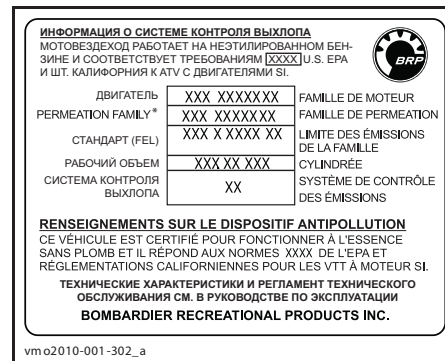 ИНФОРМАЦИЯ О СИСТЕМЕ КОНТРОЛЯ ВЫХЛОПА
МОТОВЕЗДЕХОД РАБОТАЕТ НА НЕЭТИЛИРОВАННОМ БЕН-
ЗИНЕ И СООТВЕТСТВУЕТ ТРЕБОВАНИЯМ XXXX U.S. EPA
И ШТ. КАЛИФОРНИЯ К ATV С ДВИГАТЕЛЯМИ SI.
BRP
ДВИГАТЕЛЬ XXX XXXXXXX FAMILLE DE MOTEUR
PERMEATION FAMILY* XXX XXXXXXX FAMILLE DE PERMEATION
СТАНДАРТ (FEL) XXX X XXXX XX LIMITE DES ÉMISSIONS
DE LA FAMILLE
РАБОЧИЙ ОБЪЕМ XXX XX XXX CYLINDRÉE
СИСТЕМА КОНТРОЛЯ XX SYSTÈME DE CONTRÔLE
ВЫХЛОПА DES ÉMISSIONS
RENSEIGNEMENTS SUR LE DISPOSITIF ANTIPOLLUTION
CE VÉHICULE EST CERTIFIÉ POUR FONCTIONNER À L'ESSENCE
SANS PLOMB ET IL RÉPOND AUX NORMES XXXX DE L'EPA ET
RÉGLEMENTATIONS CALIFORNIENNES POUR LES VTT À MOTEUR SI.
ТЕХНИЧЕСКИЕ ХАРАКТЕРИСТИКИ И РЕГЛАМЕНТ ТЕХНИЧЕСКОГО
ОБСЛУЖИВАНИЯ СМ. В РУКОВОДСТВЕ ПО ЭКСПЛУАТАЦИИ
BOMBARDIER RECREATIONAL PRODUCTS INC.
vmo2010-001-302_a